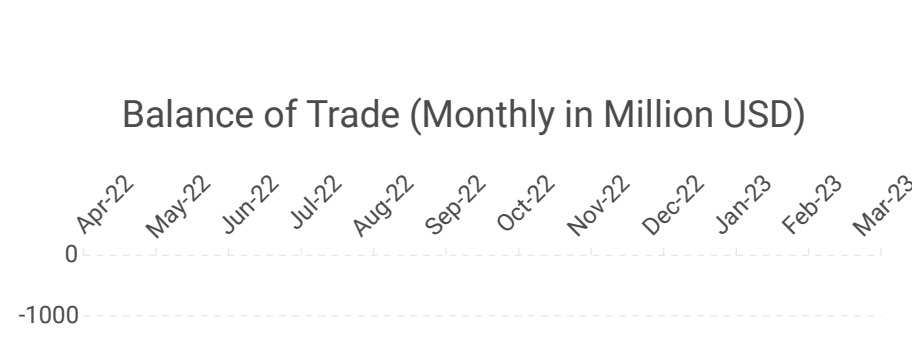 Balance of Trade (Monthly in Million USD)
Apr-22 May-22 Jun-22 Jul-22 Aug-22 Sep-22 Oct-22 Nov-22 Dec-22 Jan-23 Feb-23 Mar-23
0
-1000